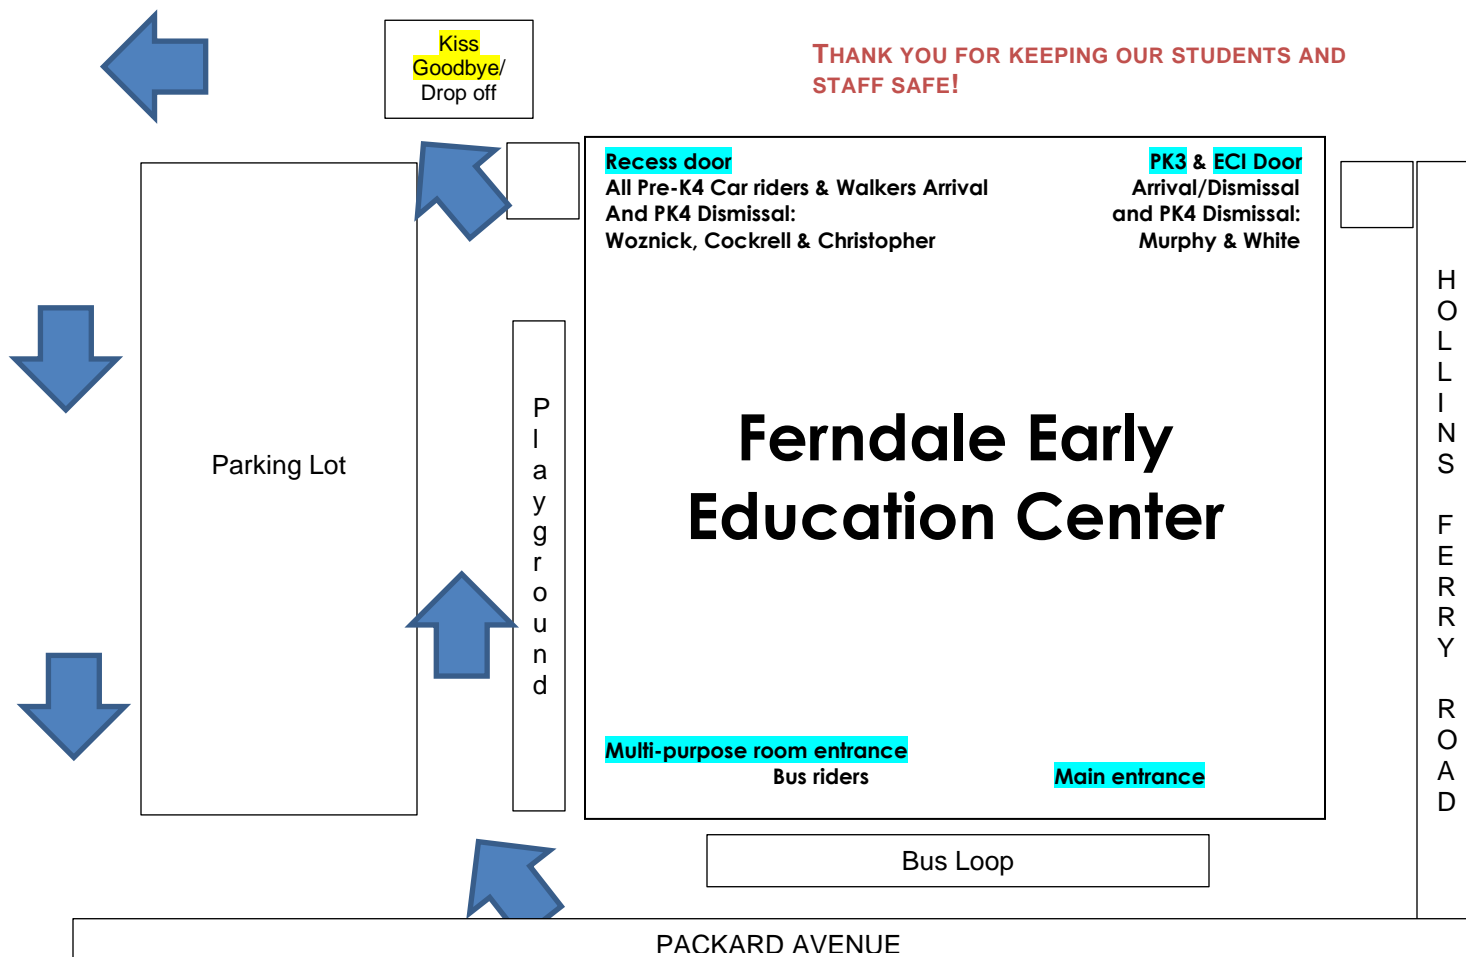 Kiss
Goodbye/
Drop off
THANK YOU FOR KEEPING OUR STUDENTS AND
STAFF SAFE!
Recess door
All Pre-K4 Car riders & Walkers Arrival
And PK4 Dismissal:
Woznick, Cockrell & Christopher
PK3 & ECI Door
Arrival/Dismissal
and PK4 Dismissal:
Murphy & White
Parking Lot
Playground
Ferndale Early
Education Center
HOLLINS FERRY ROAD
Multi-purpose room entrance
Bus riders
Main entrance
Bus Loop
PACKARD AVENUE